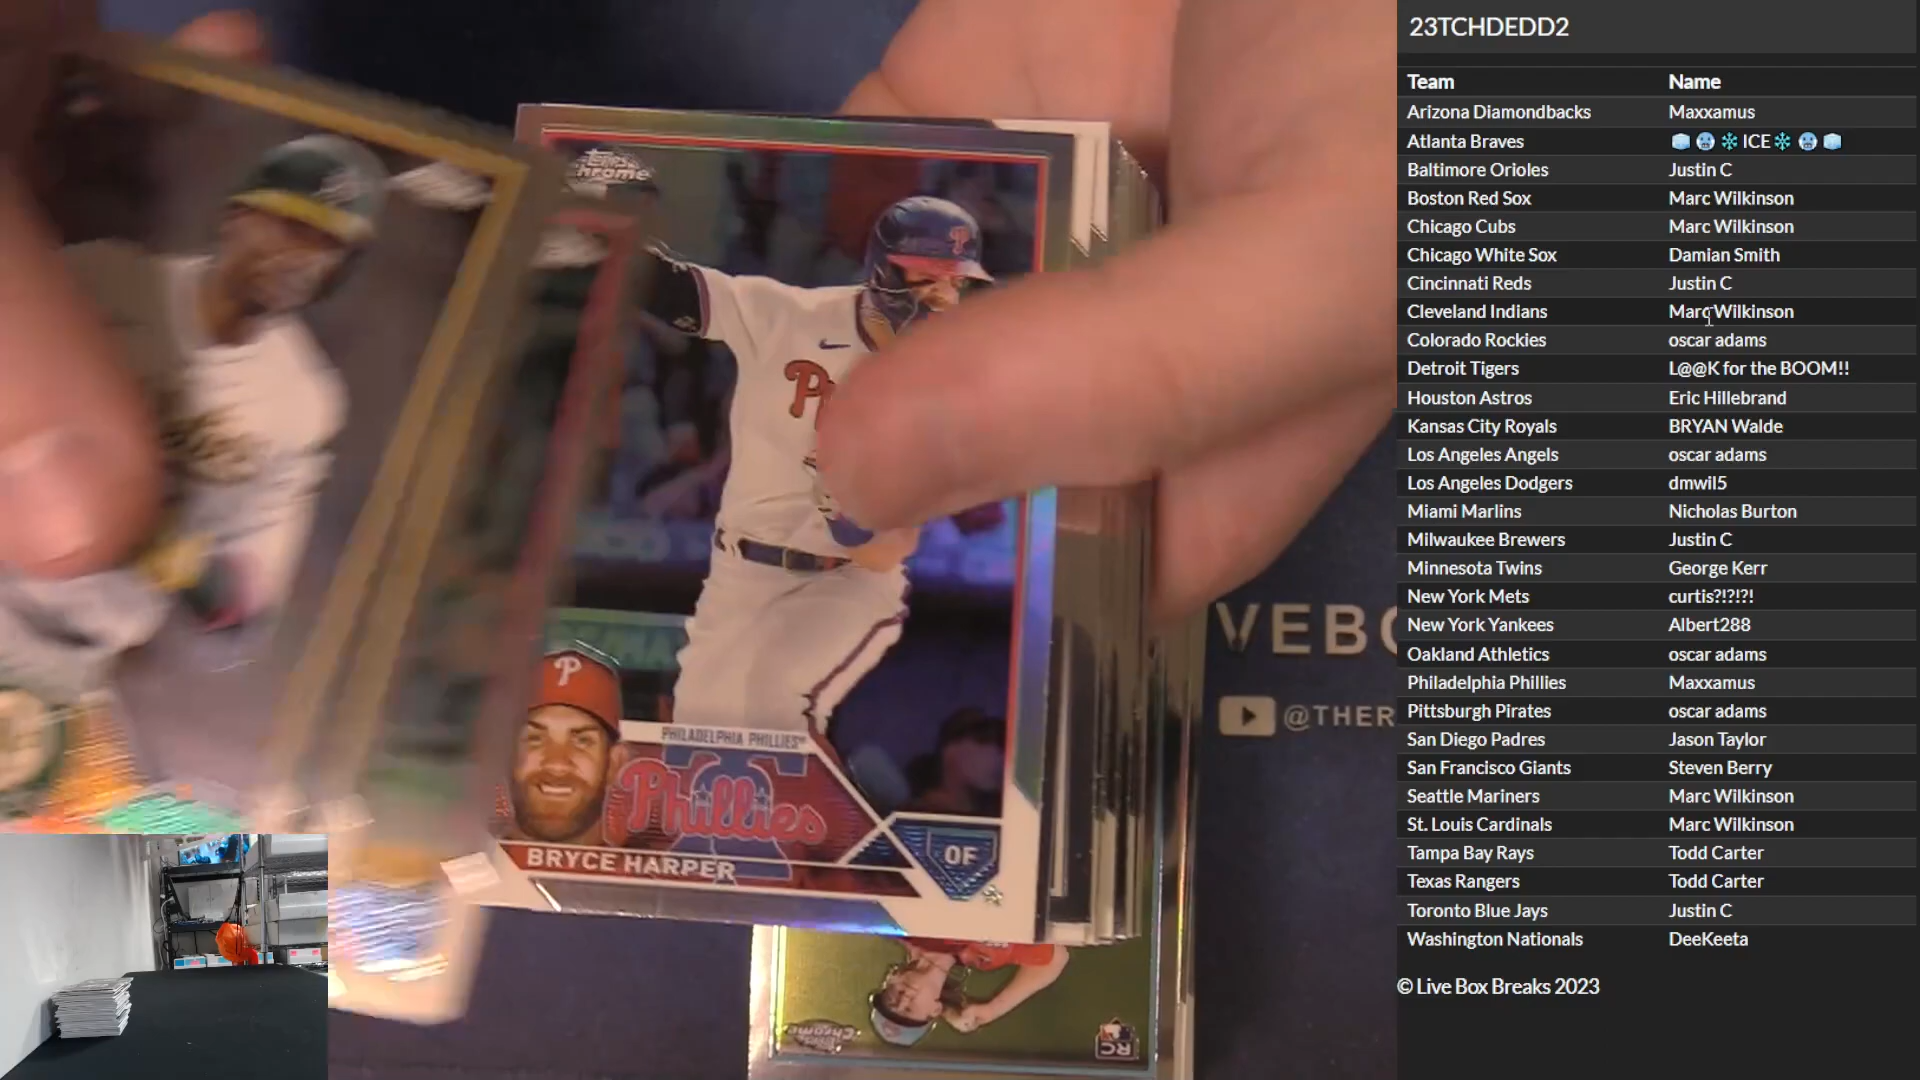 Topps
Chrome
P
PHILADELPHIA PHILLIES
Phillies
BRYCE HARPER
OF
RC
@THER
23TCHDEDD2
Team Name
Arizona Diamondbacks Maxxamus
Atlanta Braves 🧊🥶❄ICE❄🥶🧊
Baltimore Orioles Justin C
Boston Red Sox Marc Wilkinson
Chicago Cubs Marc Wilkinson
Chicago White Sox Damian Smith
Cincinnati Reds Justin C
Cleveland Indians Marc Wilkinson
Colorado Rockies oscar adams
Detroit Tigers L@@K for the BOOM!!
Houston Astros Eric Hillebrand
Kansas City Royals BRYAN Walde
Los Angeles Angels oscar adams
Los Angeles Dodgers dmwil5
Miami Marlins Nicholas Burton
Milwaukee Brewers Justin C
Minnesota Twins George Kerr
New York Mets curtis?!?!?!
New York Yankees Albert288
Oakland Athletics oscar adams
Philadelphia Phillies Maxxamus
Pittsburgh Pirates oscar adams
San Diego Padres Jason Taylor
San Francisco Giants Steven Berry
Seattle Mariners Marc Wilkinson
St. Louis Cardinals Marc Wilkinson
Tampa Bay Rays Todd Carter
Texas Rangers Todd Carter
Toronto Blue Jays Justin C
Washington Nationals DeeKeeta
© Live Box Breaks 2023